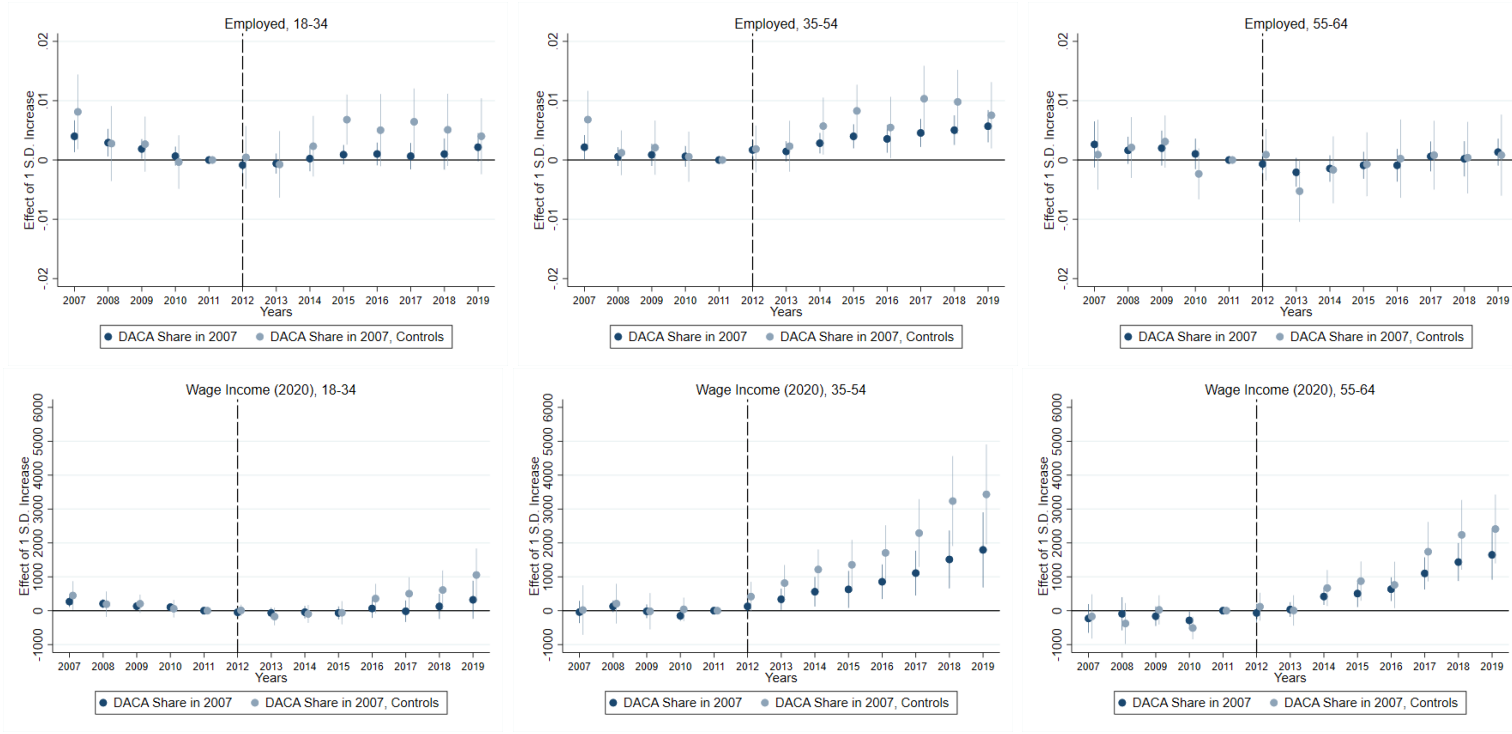 Employed, 18-34
Effect of 1 S.D. Increase
.02
.01
0
-.01
-.02
2007 2008 2009 2010 2011 2012 2013 2014 2015 2016 2017 2018 2019
Years
DACA Share in 2007 DACA Share in 2007, Controls
Employed, 35-54
Effect of 1 S.D. Increase
.02
.01
0
-.01
-.02
2007 2008 2009 2010 2011 2012 2013 2014 2015 2016 2017 2018 2019
Years
DACA Share in 2007 DACA Share in 2007, Controls
Employed, 55-64
Effect of 1 S.D. Increase
.02
.01
0
-.01
-.02
2007 2008 2009 2010 2011 2012 2013 2014 2015 2016 2017 2018 2019
Years
DACA Share in 2007 DACA Share in 2007, Controls
Wage Income (2020), 18-34
Effect of 1 S.D. Increase
6000
5000
4000
3000
2000
1000
0
-1000
2007 2008 2009 2010 2011 2012 2013 2014 2015 2016 2017 2018 2019
Years
DACA Share in 2007 DACA Share in 2007, Controls
Wage Income (2020), 35-54
Effect of 1 S.D. Increase
6000
5000
4000
3000
2000
1000
0
-1000
2007 2008 2009 2010 2011 2012 2013 2014 2015 2016 2017 2018 2019
Years
DACA Share in 2007 DACA Share in 2007, Controls
Wage Income (2020), 55-64
Effect of 1 S.D. Increase
6000
5000
4000
3000
2000
1000
0
-1000
2007 2008 2009 2010 2011 2012 2013 2014 2015 2016 2017 2018 2019
Years
DACA Share in 2007 DACA Share in 2007, Controls